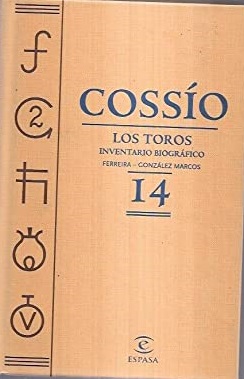 COSSÍO
LOS TOROS
INVENTARIO BIOGRÁFICO
FERREIRA - GONZÁLEZ MARCOS
14
e
ESPASA